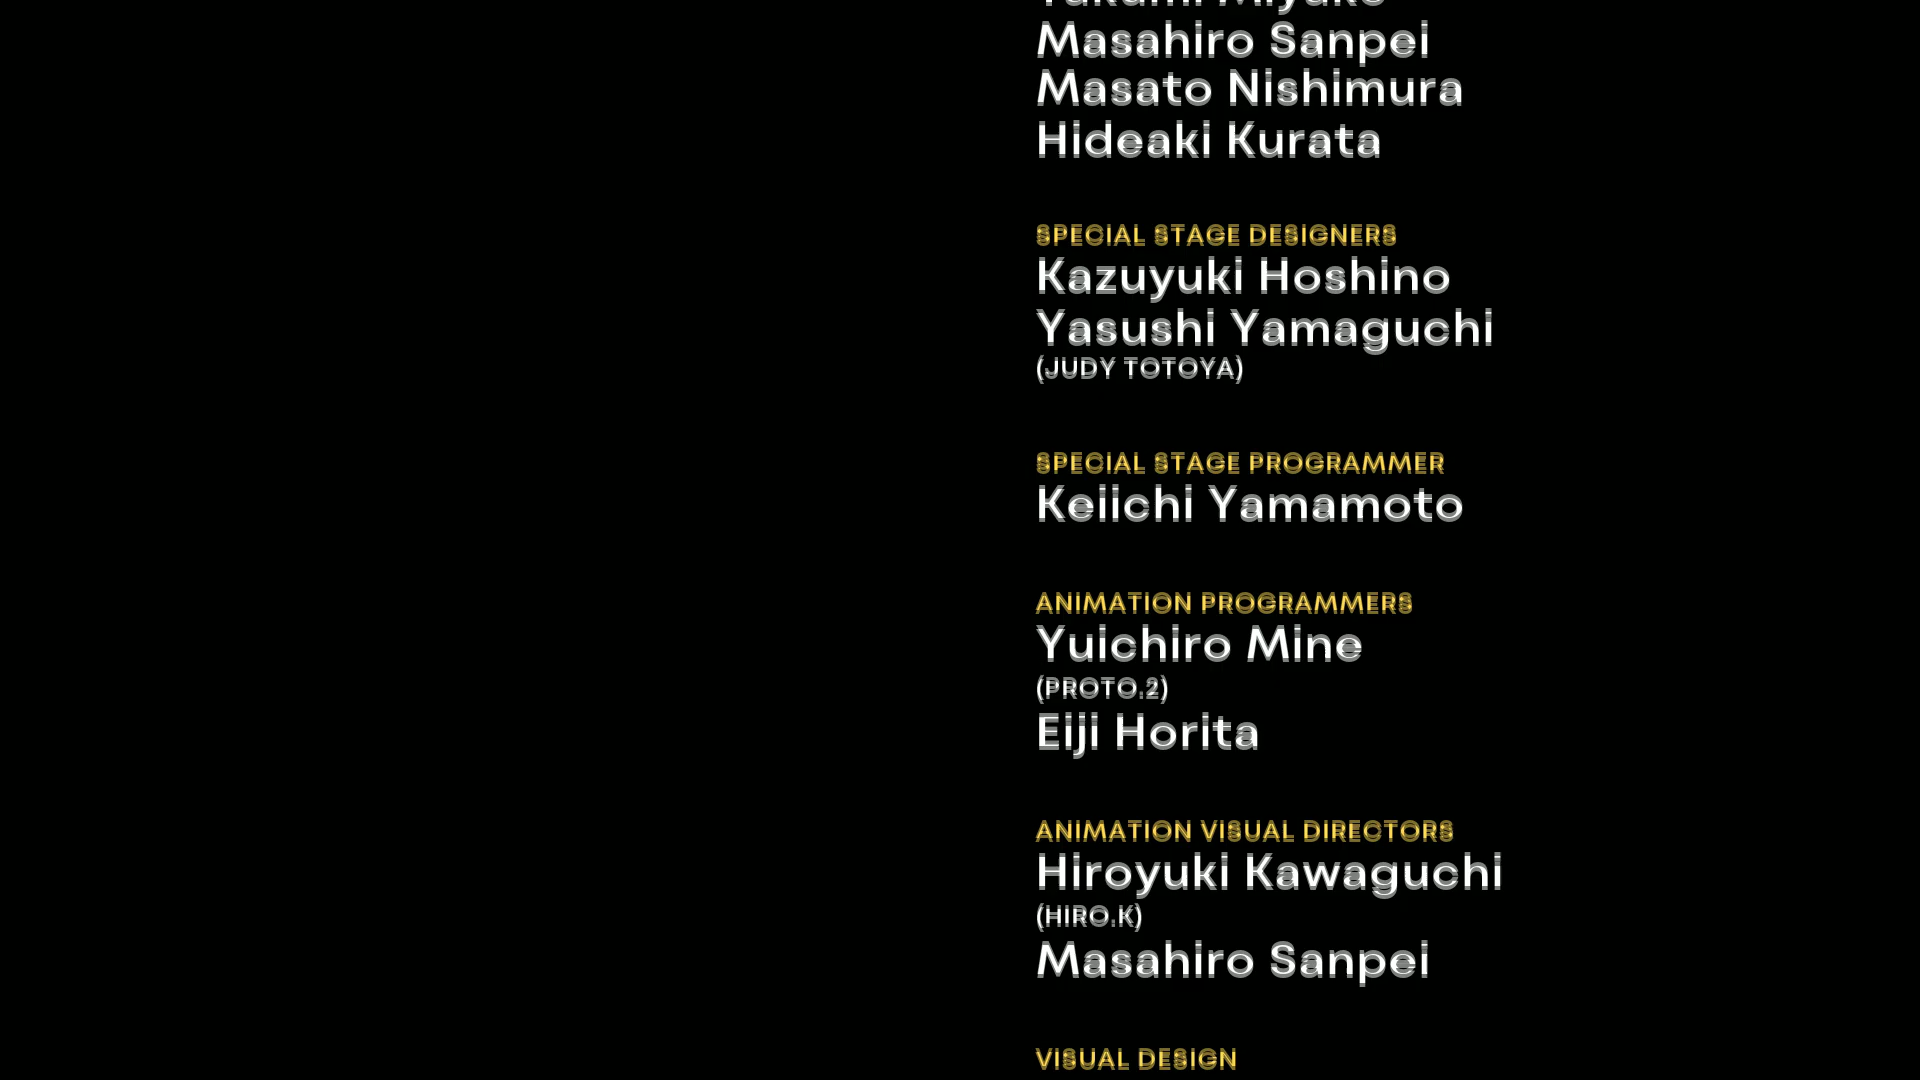 Takumi Miyake
Masahiro Sanpei
Masato Nishimura
Hideaki Kurata
SPECIAL STAGE DESIGNERS
Kazuyuki Hoshino
Yasushi Yamaguchi
(JUDY TOTOYA)
SPECIAL STAGE PROGRAMMER
Keiichi Yamamoto
ANIMATION PROGRAMMERS
Yuichiro Mine
(PROTO.2)
Eiji Horita
ANIMATION VISUAL DIRECTORS
Hiroyuki Kawaguchi
(HIRO.K)
Masahiro Sanpei
VISUAL DESIGN